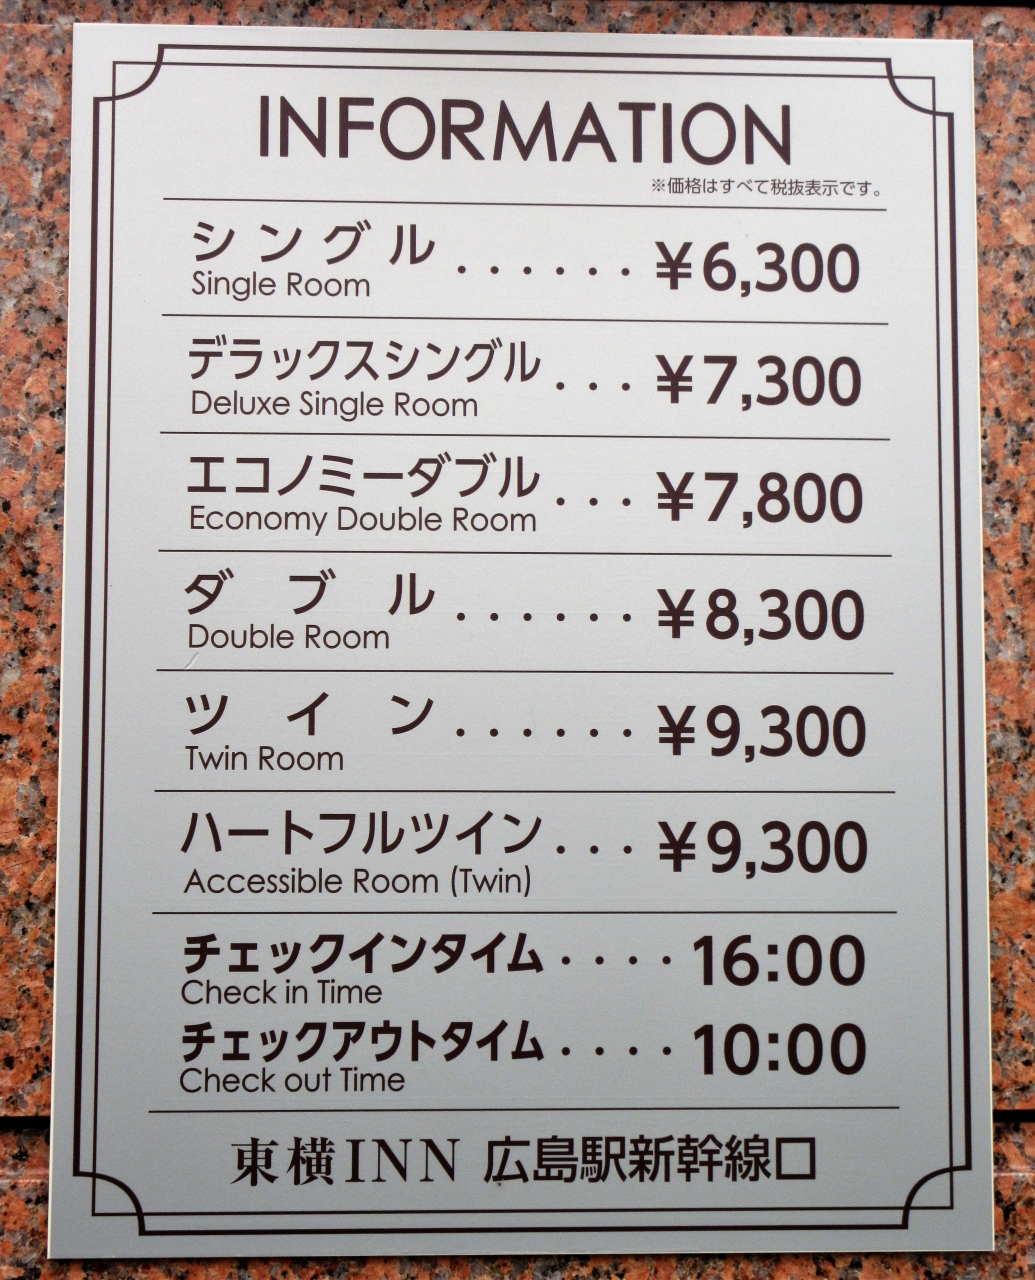 INFORMATION
※価格はすべて税抜表示です。
シングル ・・・・・・ ¥6,300
Single Room
デラックスシングル ・・・ ¥7,300
Deluxe Single Room
エコノミーダブル ・・・ ¥7,800
Economy Double Room
ダブル ・・・・・・ ¥8,300
Double Room
ツイン ・・・・・・ ¥9,300
Twin Room
ハートフルツイン ・・・ ¥9,300
Accessible Room (Twin)
チェックインタイム ・・・・ 16:00
Check in Time
チェックアウトタイム ・・・・ 10:00
Check out Time
東横INN 広島駅新幹線口